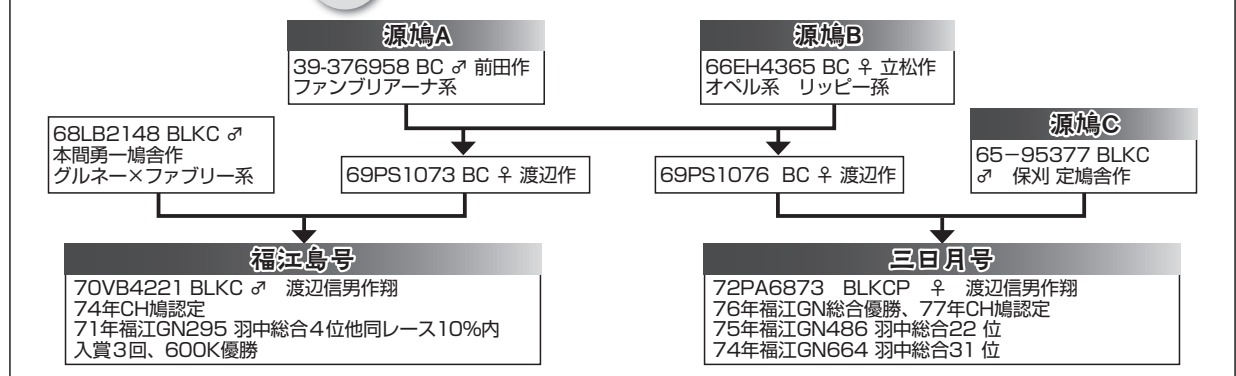 源鳩A
39-376958 BC ♂ 前田作
ファンブリアーナ系
源鳩B
66EH4365 BC ♀ 立松作
オペル系　リッピー孫
68LB2148 BLKC ♂
本間勇一鳩舎作
グルネー×ファブリー系
69PS1073 BC ♀ 渡辺作
69PS1076 BC ♀ 渡辺作
源鳩C
65−95377 BLKC
♂　保刈 定鳩舎作
福江島号
70VB4221 BLKC ♂　渡辺信男作翔
74年CH鳩認定
71年福江GN295 羽中総合４位他同レース10%内
入賞３回、600K優勝
三日月号
72PA6873　BLKCP　♀　渡辺信男作翔
76年福江GN総合優勝、77年CH鳩認定
75年福江GN486 羽中総合22 位
74年福江GN664 羽中総合31 位